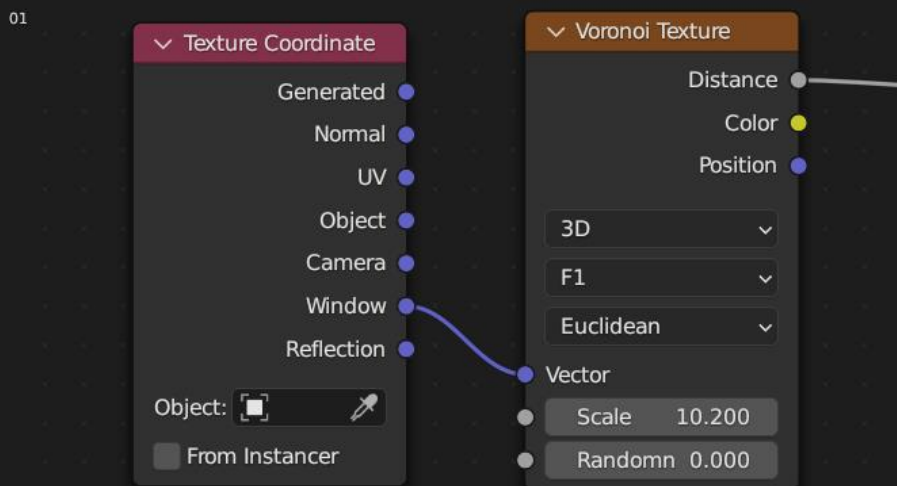 01
Texture Coordinate
Generated
Normal
UV
Object
Camera
Window
Reflection
Object:
From Instancer
Voronoi Texture
Distance
Color
Position
3D
F1
Euclidean
Vector
Scale 10.200
Randomn 0.000